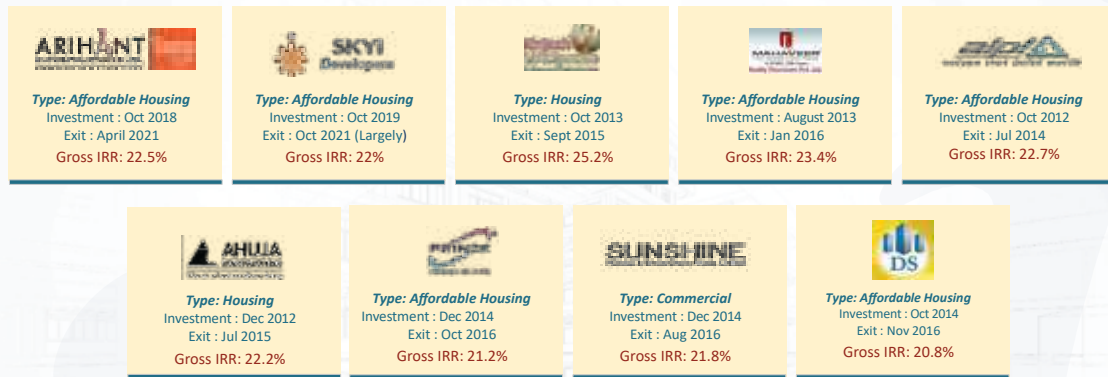 ARIHANT
Type: Affordable Housing
Investment : Oct 2018
Exit : April 2021
Gross IRR: 22.5%
SKYi
Developers
Type: Affordable Housing
Investment : Oct 2019
Exit : Oct 2021 (Largely)
Gross IRR: 22%
Type: Housing
Investment : Oct 2013
Exit : Sept 2015
Gross IRR: 25.2%
MAHAVEER
Type: Affordable Housing
Investment : August 2013
Exit : Jan 2016
Gross IRR: 23.4%
Type: Affordable Housing
Investment : Oct 2012
Exit : Jul 2014
Gross IRR: 22.7%
AHUJA
Type: Housing
Investment : Dec 2012
Exit : Jul 2015
Gross IRR: 22.2%
Type: Affordable Housing
Investment : Dec 2014
Exit : Oct 2016
Gross IRR: 21.2%
SUNSHINE
Type: Commercial
Investment : Dec 2014
Exit : Aug 2016
Gross IRR: 21.8%
DS
Type: Affordable Housing
Investment : Oct 2014
Exit : Nov 2016
Gross IRR: 20.8%